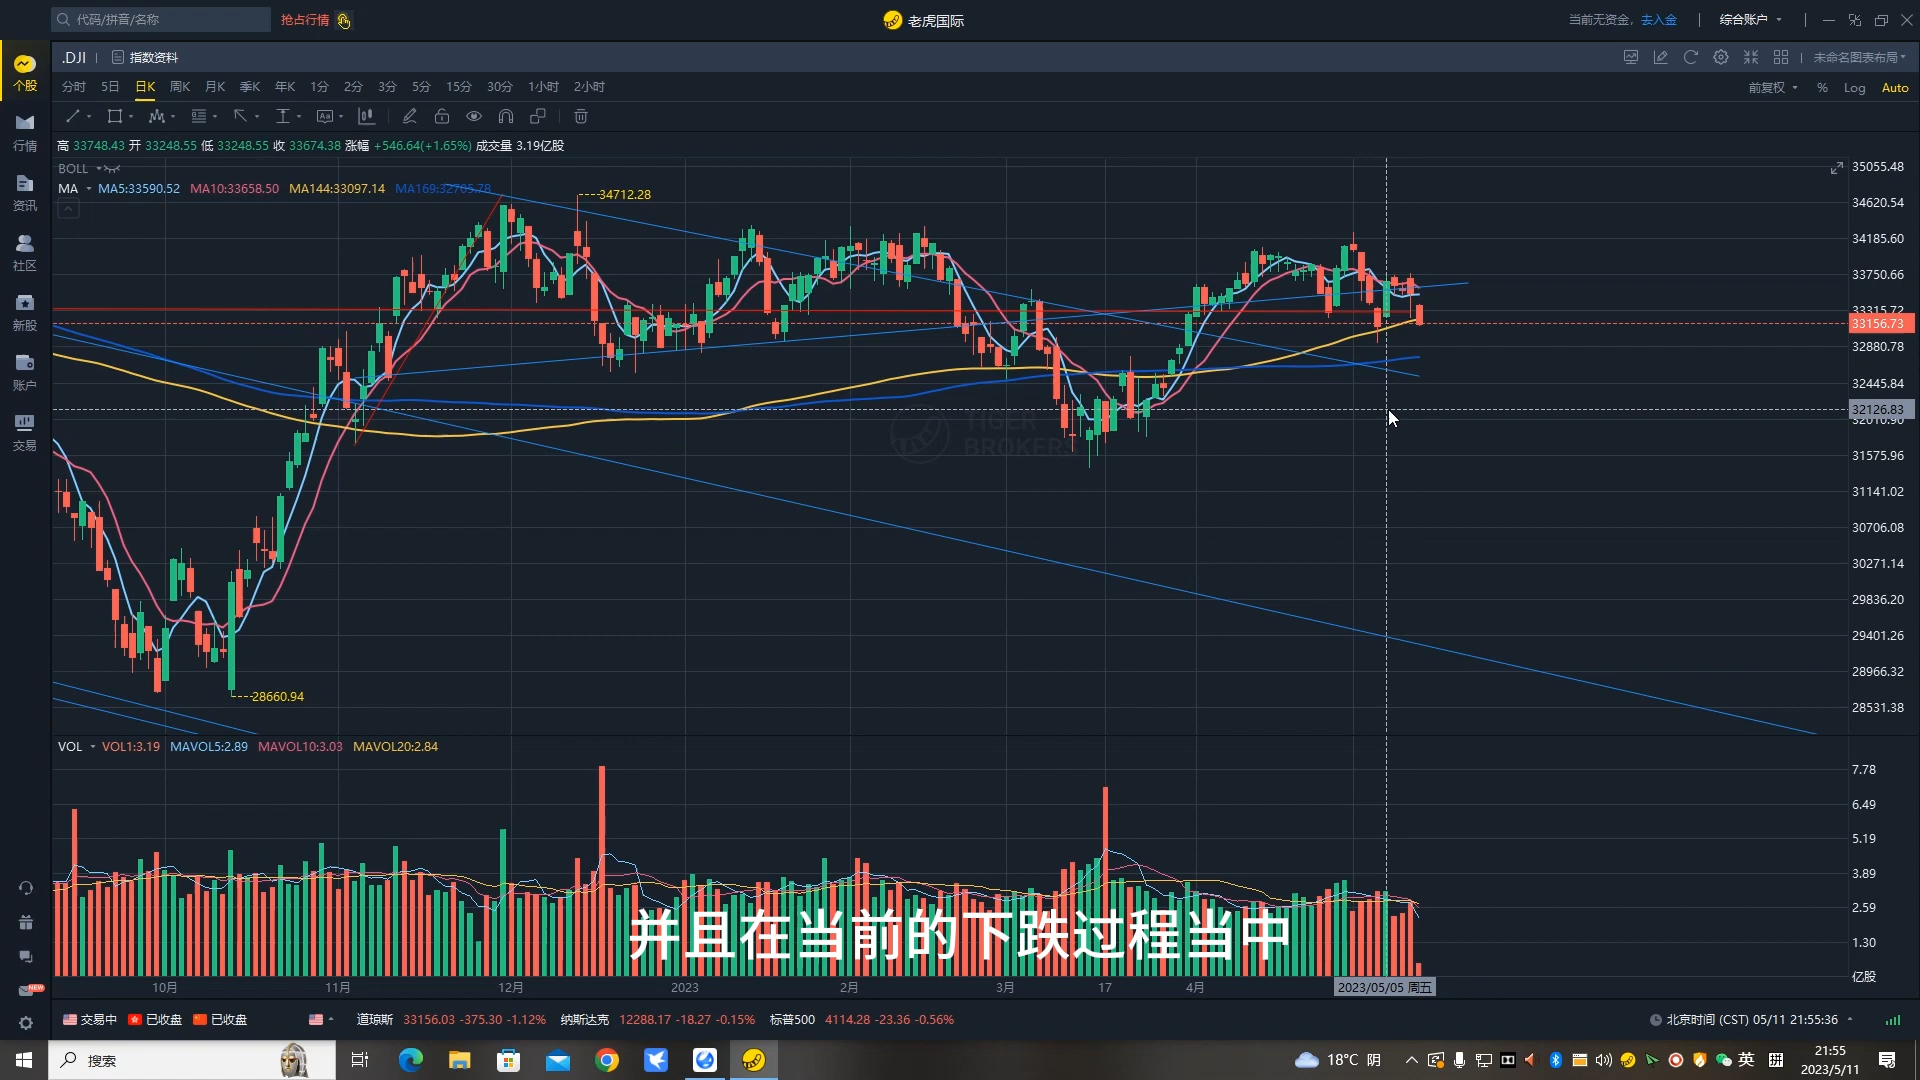 代码/拼音/名称
抢占行情
老虎国际
当前无资金，去入金
综合账户
.DJI
指数资料
未命名图表布局
个股
行情
资讯
社区
新股
账户
交易
分时 5日 日K 周K 月K 季K 年K 1分 2分 3分 5分 15分 30分 1小时 2小时
前复权 % Log Auto
高 33748.43 开 33248.55 低 33248.55 收 33674.38 涨幅 +546.64(+1.65%) 成交量 3.19亿股
BOLL
MA MA5:33590.52 MA10:33658.50 MA144:33097.14 MA169:32705.78
34712.28
28660.94
TIGER
BROKERS
35055.48
34620.54
34185.60
33750.66
33315.72
33156.73
32880.78
32445.84
32126.83
32010.90
31575.96
31141.02
30706.08
30271.14
29836.20
29401.26
28966.32
28531.38
VOL VOL1:3.19 MAVOL5:2.89 MAVOL10:3.03 MAVOL20:2.84
7.78
6.49
5.19
3.89
2.59
1.30
亿股
并且在当前的下跌过程当中
10月 11月 12月 2023 2月 3月 17 4月 2023/05/05 周五
NEW
交易中 已收盘 已收盘
道琼斯 33156.03 -375.30 -1.12% 纳斯达克 12288.17 -18.27 -0.15% 标普500 4114.28 -23.36 -0.56%
北京时间 (CST) 05/11 21:55:36
搜索
18°C 阴
英
拼
21:55
2023/5/11